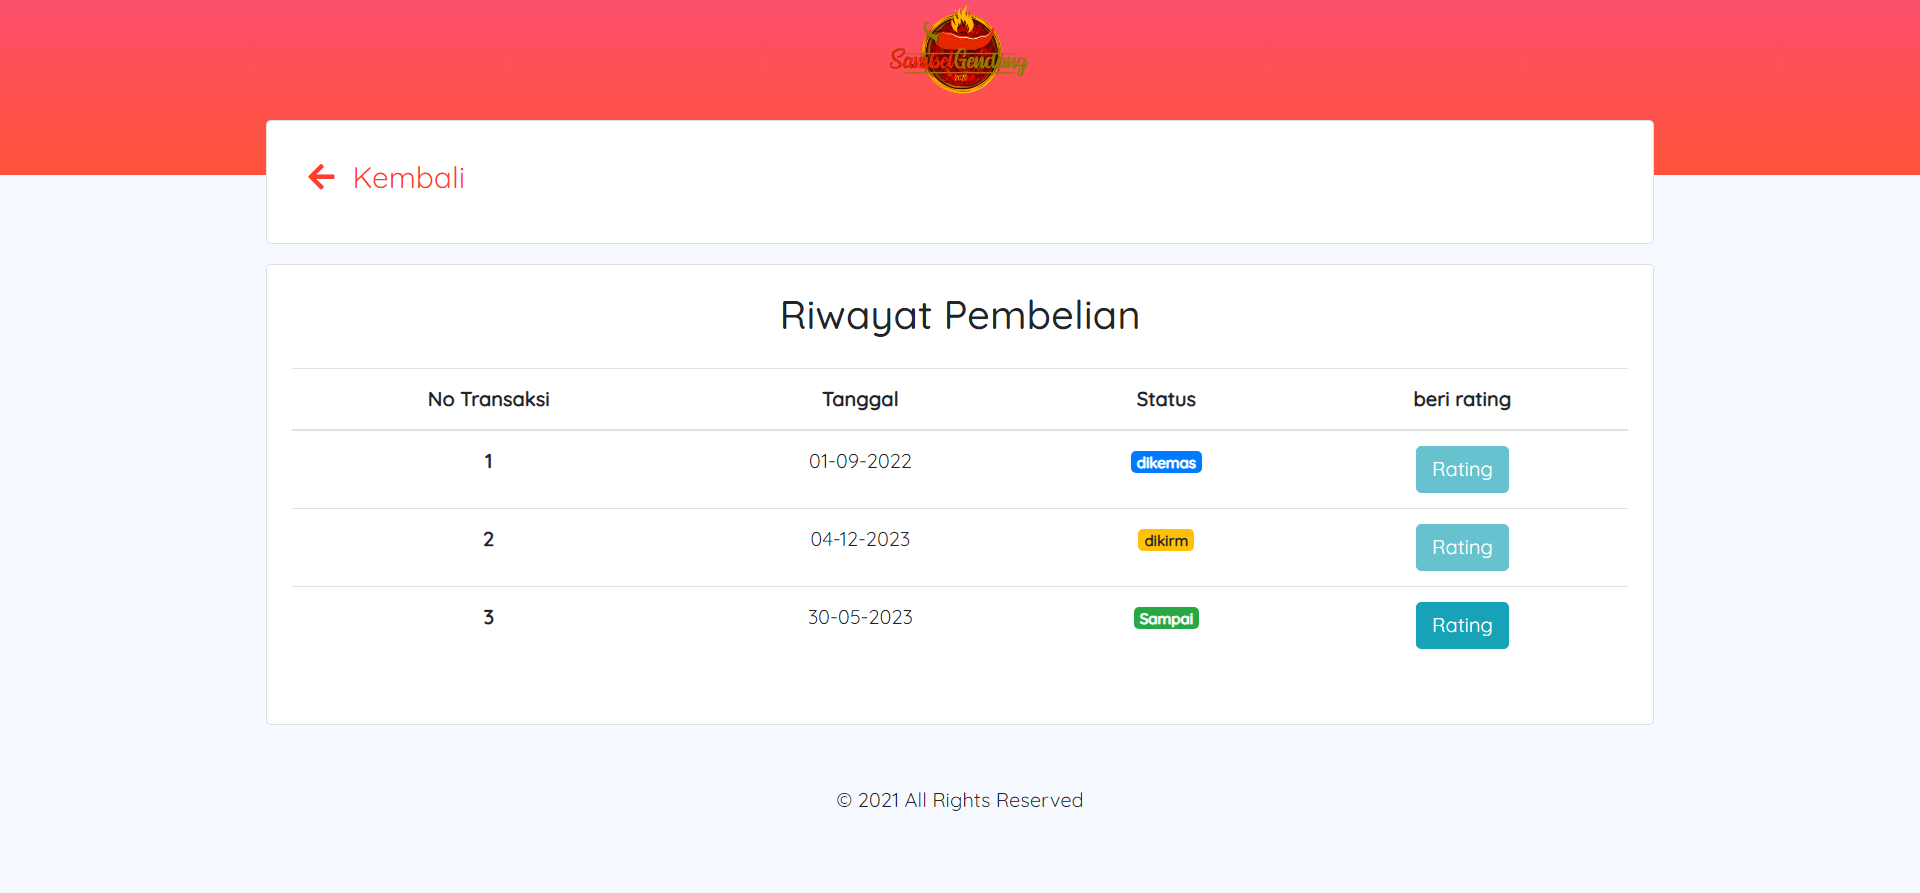 SambelGendang
2021
Kembali
Riwayat Pembelian
No Transaksi Tanggal Status beri rating
1 01-09-2022 dikemas Rating
2 04-12-2023 dikirm Rating
3 30-05-2023 Sampai Rating
© 2021 All Rights Reserved